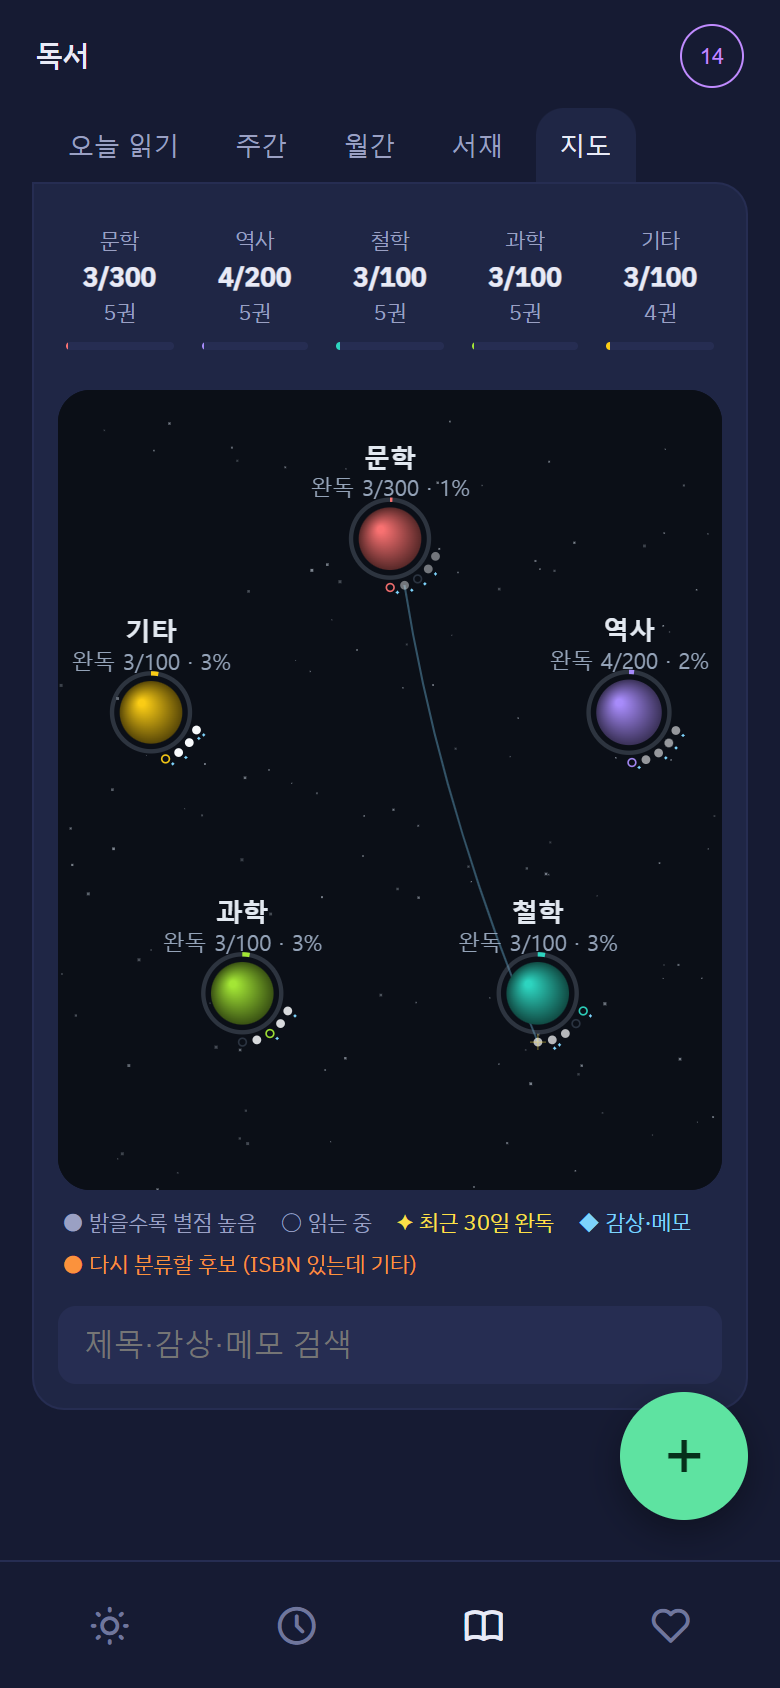 독서
14
오늘 읽기 주간 월간 서재 지도
문학 역사 철학 과학 기타
3/300 4/200 3/100 3/100 3/100
5권 5권 5권 5권 4권
문학
완독 3/300 · 1%
기타
완독 3/100 · 3%
역사
완독 4/200 · 2%
과학
완독 3/100 · 3%
철학
완독 3/100 · 3%
밝을수록 별점 높음 읽는 중 최근 30일 완독 감상·메모
다시 분류할 후보 (ISBN 있는데 기타)
제목·감상·메모 검색